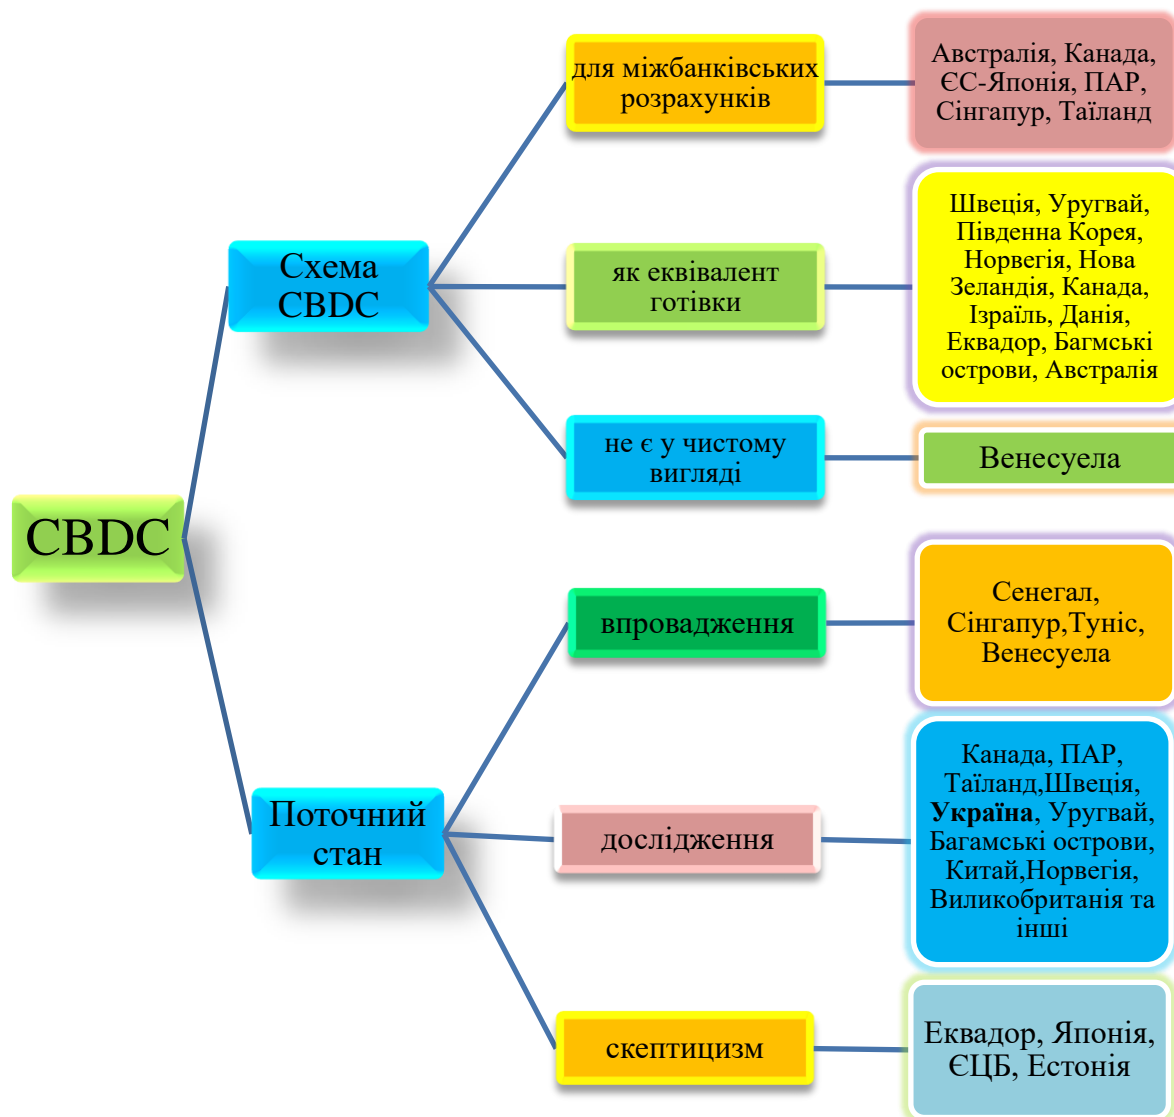 CBDC
Схема
CBDC
для міжбанківських
розрахунків
Австралія, Канада,
ЄС-Японія, ПАР,
Сінгапур, Таїланд
як еквівалент
готівки
Швеція, Уругвай,
Південна Корея,
Норвегія, Нова
Зеландія, Канада,
Ізраїль, Данія,
Еквадор, Багмські
острови, Австралія
не є у чистому
вигляді
Венесуела
Поточний
стан
впровадження
Сенегал,
Сінгапур,Туніс,
Венесуела
дослідження
Канада, ПАР,
Таїланд,Швеція,
Україна, Уругвай,
Багамські острови,
Китай,Норвегія,
Виликобританія та
інші
скептицизм
Еквадор, Японія,
ЄЦБ, Естонія